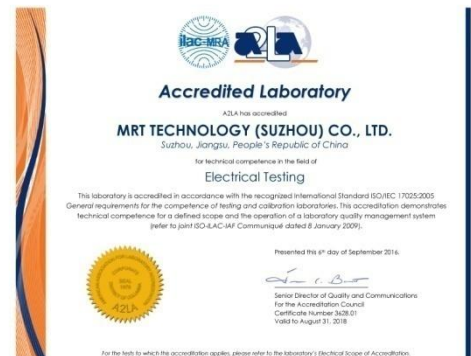 ilac-MRA
A2LA
Accredited Laboratory
A2LA has accredited
MRT TECHNOLOGY (SUZHOU) CO., LTD.
Suzhou, Jiangsu, People's Republic of China
for technical competence in the field of
Electrical Testing
This laboratory is accredited in accordance with the recognized International Standard ISO/IEC 17025:2005
General requirements for the competence of testing and calibration laboratories. This accreditation demonstrates
technical competence for a defined scope and the operation of a laboratory quality management system
(refer to joint ISO-ILAC-IAF Communiqué dated 8 January 2009).
Presented this 6th day of September 2016.
Senior Director of Quality and Communications
For the Accreditation Council
Certificate Number 3628.01
Valid to August 31, 2018
CORPORATE
SEAL
1978
A2LA
For the tests to which this accreditation applies, please refer to the laboratory's Electrical Scope of Accreditation.